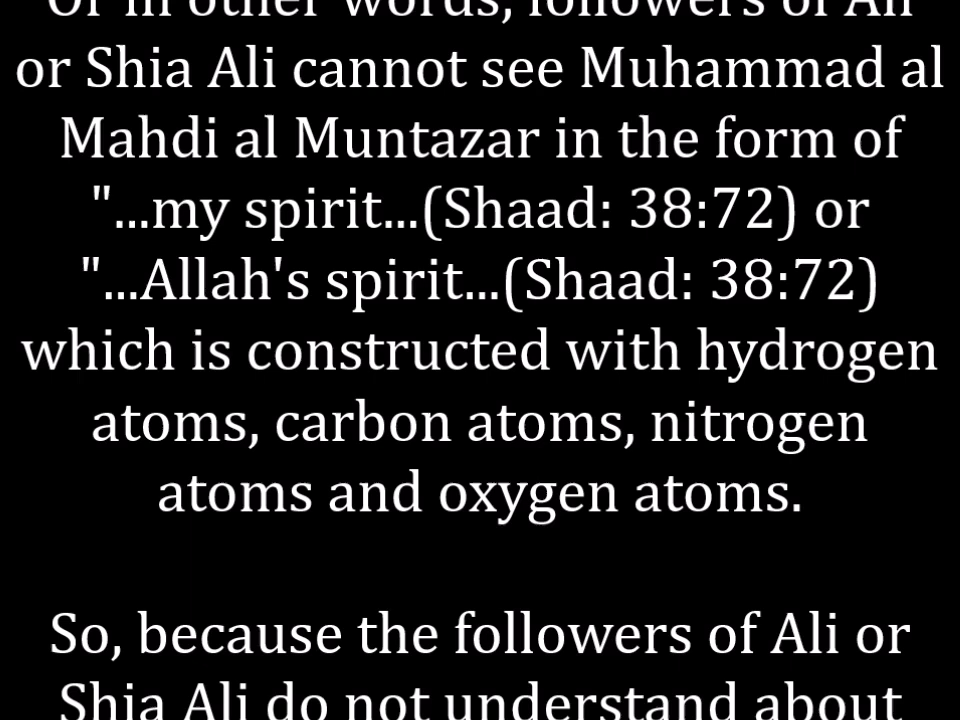 Or in other words, followers of Ali
or Shia Ali cannot see Muhammad al
Mahdi al Muntazar in the form of
"...my spirit...(Shaad: 38:72) or
"...Allah's spirit...(Shaad: 38:72)
which is constructed with hydrogen
atoms, carbon atoms, nitrogen
atoms and oxygen atoms.
So, because the followers of Ali or
Shia Ali do not understand about